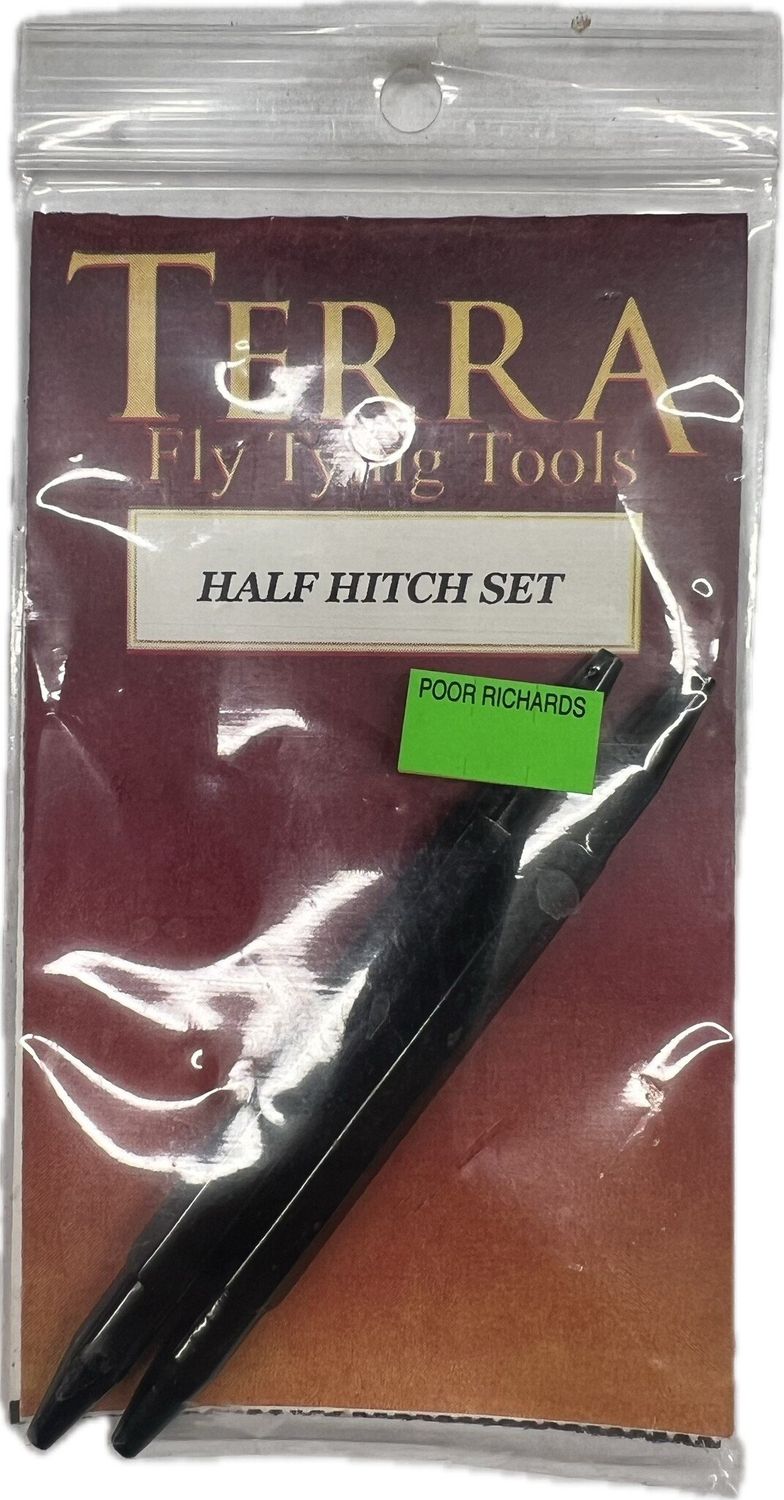 TERRA
Fly Tying Tools
HALF HITCH SET
POOR RICHARDS